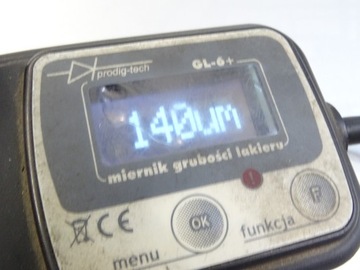 prodig-tech
GL-6+
140um
miernik grubości lakieru
OK
F
CE
menu
funkcja